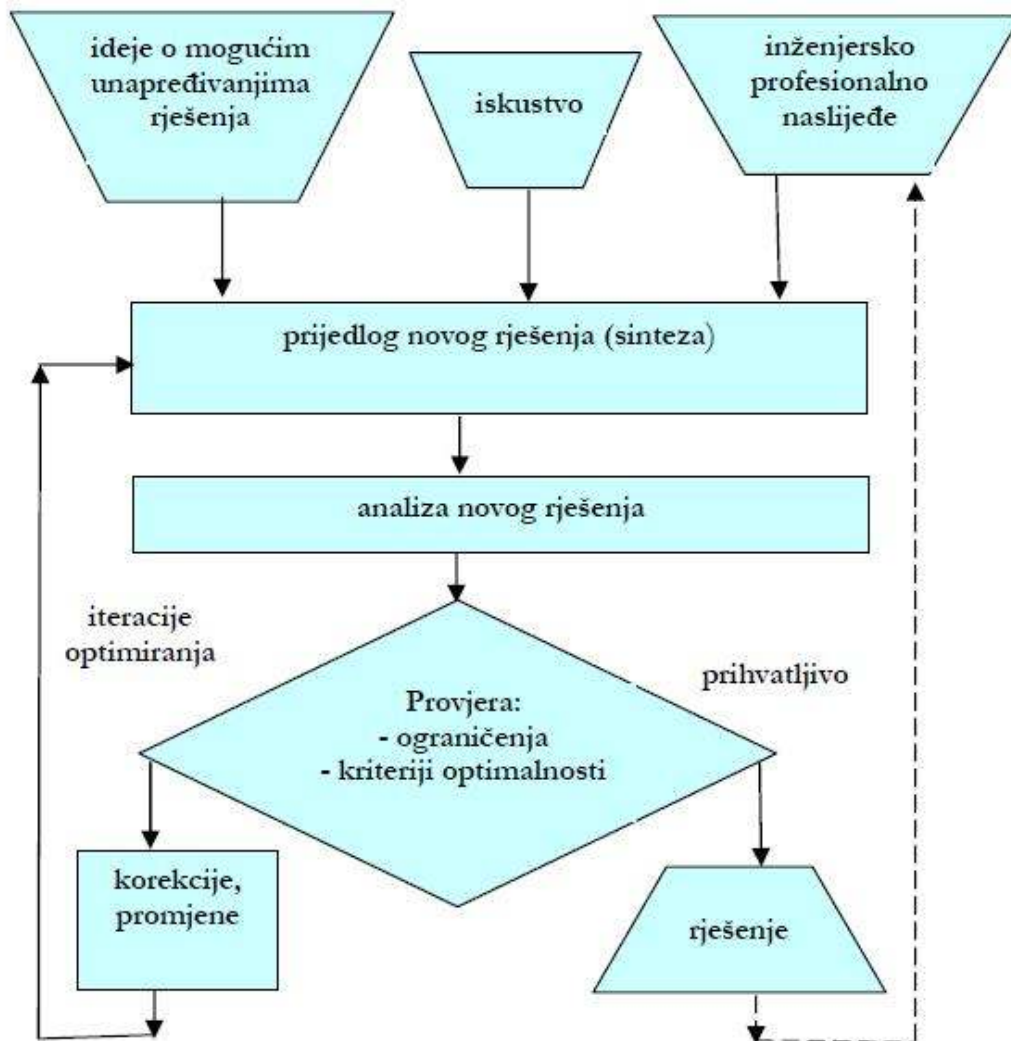 ideje o mogućim
unapređivanjima
rješenja
iskustvo
inženjersko
profesionalno
naslijeđe
prijedlog novog rješenja (sinteza)
analiza novog rješenja
iteracije
optimiranja
prihvatljivo
Provjera:
- ograničenja
- kriteriji optimalnosti
korekcije,
promjene
rješenje